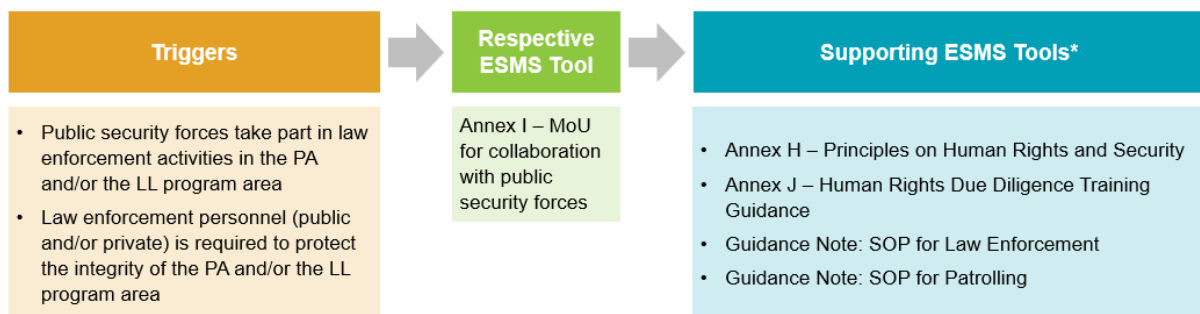 Triggers
Respective
ESMS Tool
Supporting ESMS Tools*
• Public security forces take part in law
enforcement activities in the PA
and/or the LL program area
• Law enforcement personnel (public
and/or private) is required to protect
the integrity of the PA and/or the LL
program area
Annex I – MoU
for collaboration
with public
security forces
• Annex H – Principles on Human Rights and Security
• Annex J – Human Rights Due Diligence Training
Guidance
• Guidance Note: SOP for Law Enforcement
• Guidance Note: SOP for Patrolling